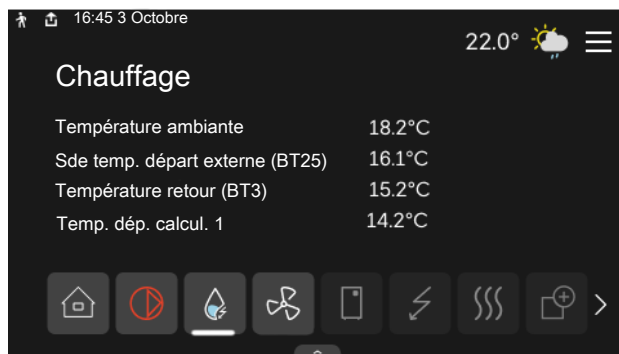 16:45 3 Octobre
22.0°
Chauffage
Température ambiante 18.2°C
Sde temp. départ externe (BT25) 16.1°C
Température retour (BT3) 15.2°C
Temp. dép. calcul. 1 14.2°C